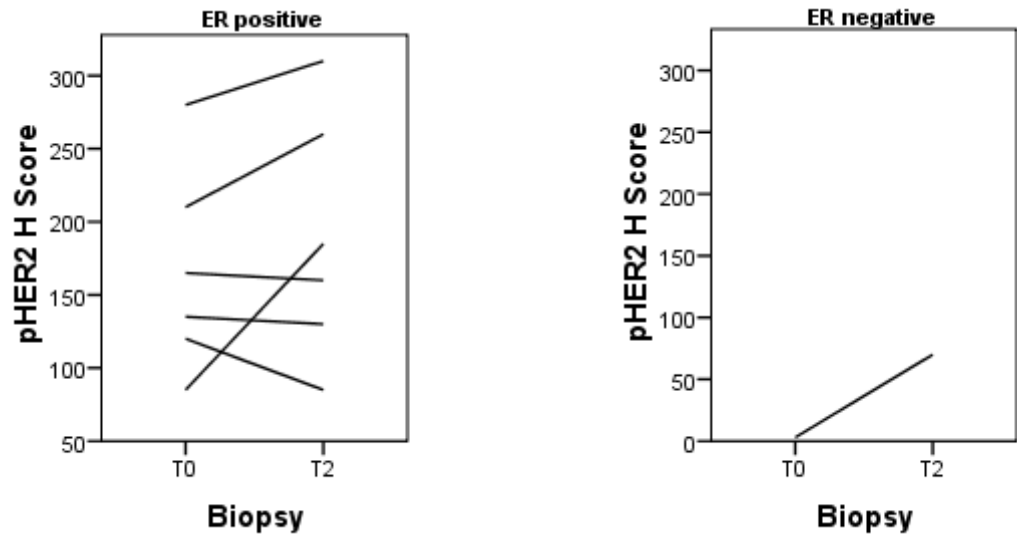 ER positive
pHER2 H Score
300
250
200
150
100
50
T0
T2
Biopsy
ER negative
pHER2 H Score
300
250
200
150
100
50
0
T0
T2
Biopsy